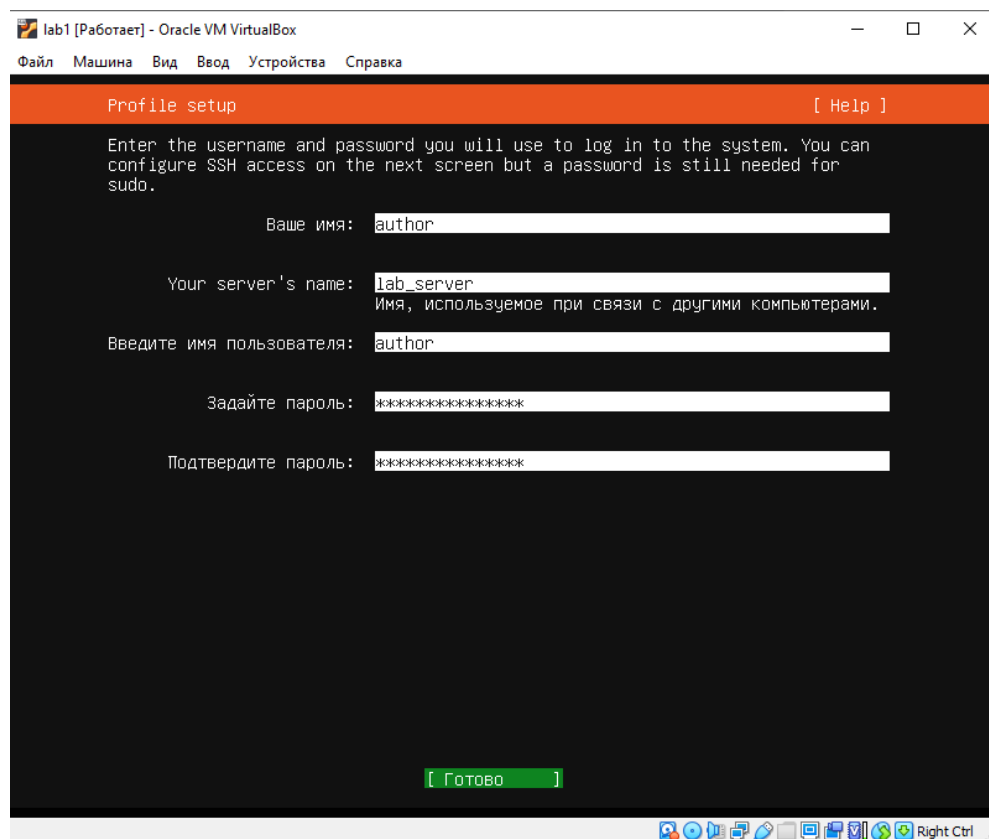 lab1 [Работает] - Oracle VM VirtualBox
Файл Машина Вид Ввод Устройства Справка
Profile setup [ Help ]
Enter the username and password you will use to log in to the system. You can
configure SSH access on the next screen but a password is still needed for
sudo.
Ваше имя: author
Your server's name: lab_server
Имя, используемое при связи с другими компьютерами.
Введите имя пользователя: author
Задайте пароль: ***************
Подтвердите пароль: ***************
[ Готово ]
Right Ctrl